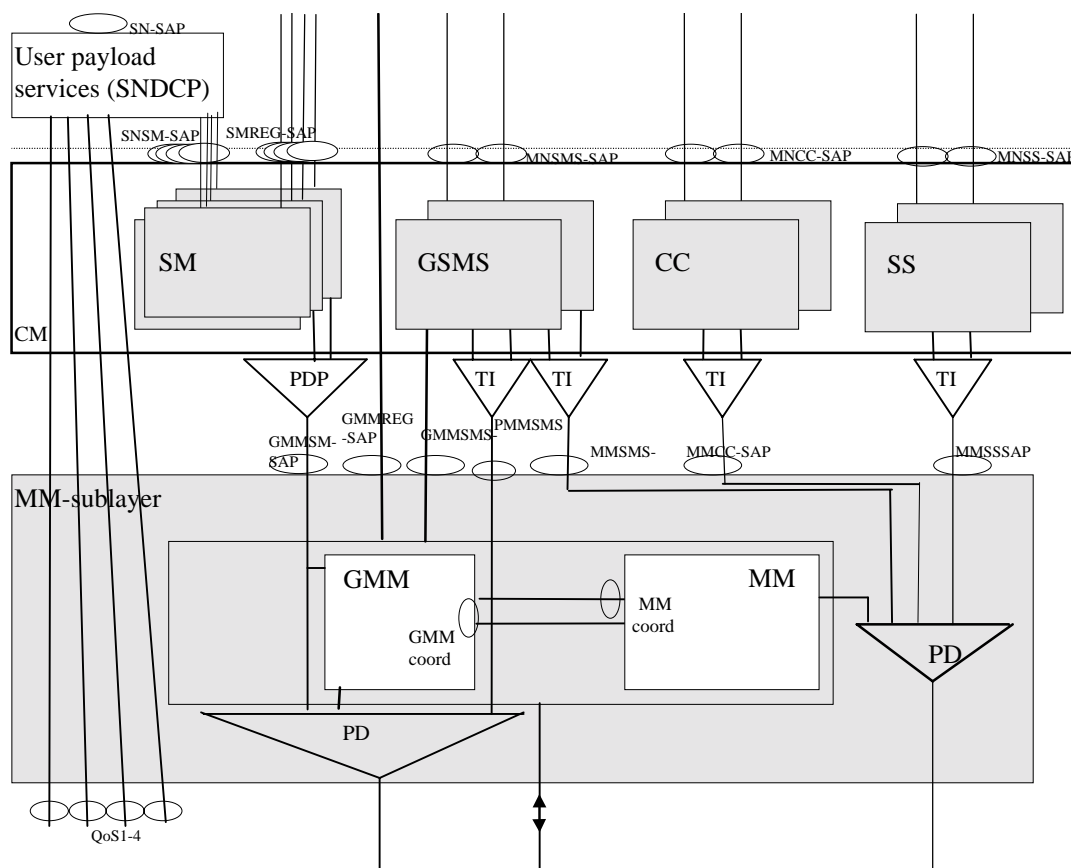 SN-SAP
User payload
services (SNDCP)
SNSM-SAP
SMREG-SAP
MNSMS-SAP
MNCC-SAP
MNSS-SAP
SM
GSMS
CC
SS
CM
PDP
TI
TI
TI
TI
GMMSM-
SAP
GMMREG
-SAP
GMMSMS-
PMMSMS
MMSMS-
MMCC-SAP
MMSSSAP
MM-sublayer
GMM
MM
GMM
coord
MM
coord
PD
PD
QoS1-4